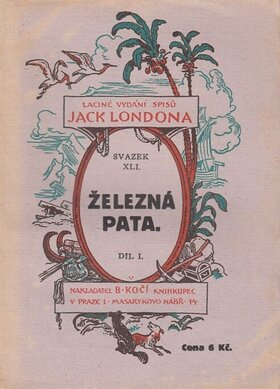 LACINÉ VYDÁNÍ SPISŮ
JACK LONDONA
SVAZEK
XLI.
ŽELEZNÁ
PATA.
DÍL I.
NAKLADATEL B. KOČÍ KNIHKUPEC
V PRAZE I - MASARYKOVO NÁBŘ. 14.
Cena 6 Kč.